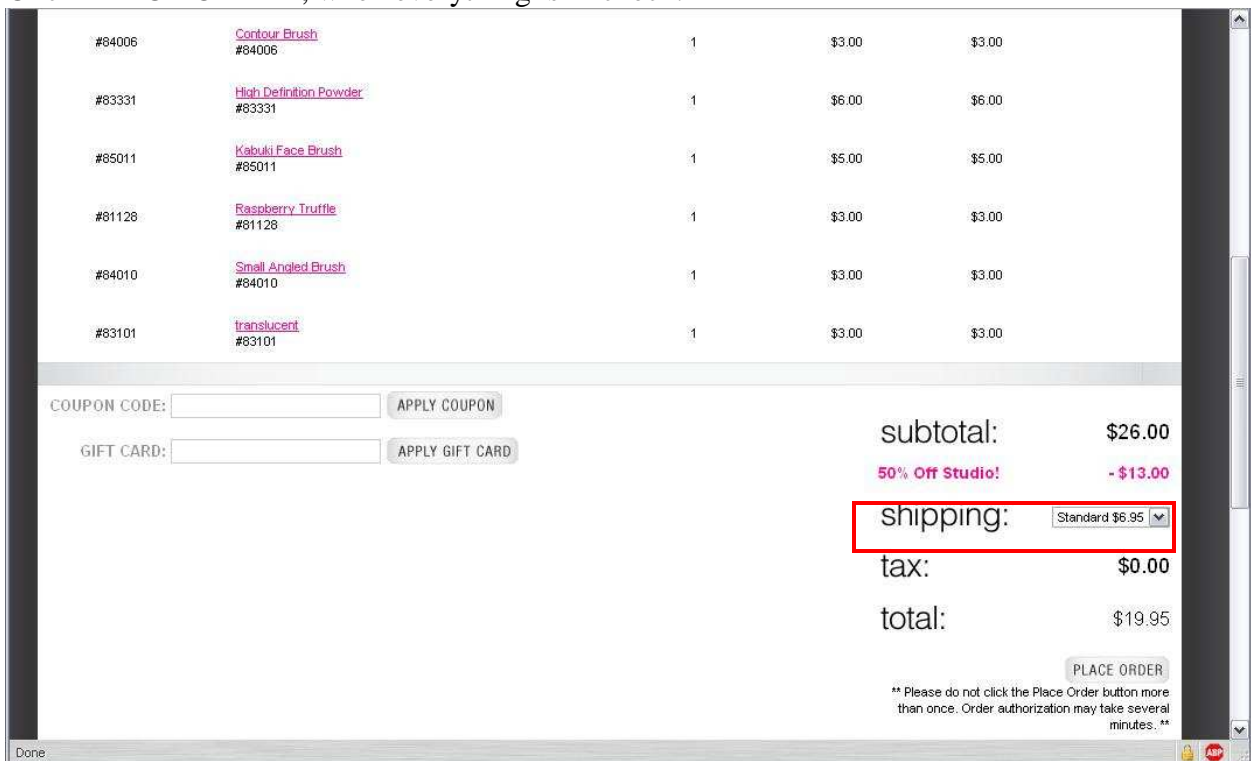 #84006 Contour Brush 1 $3.00 $3.00
#84006
#83331 High Definition Powder 1 $6.00 $6.00
#83331
#85011 Kabuki Face Brush 1 $5.00 $5.00
#85011
#81128 Raspberry Truffle 1 $3.00 $3.00
#81128
#84010 Small Angled Brush 1 $3.00 $3.00
#84010
#83101 translucent 1 $3.00 $3.00
#83101
COUPON CODE: APPLY COUPON
GIFT CARD: APPLY GIFT CARD
subtotal: $26.00
50% Off Studio! - $13.00
shipping: Standard $6.95
tax: $0.00
total: $19.95
PLACE ORDER
** Please do not click the Place Order button more
than once. Order authorization may take several
minutes. **
Done ABP